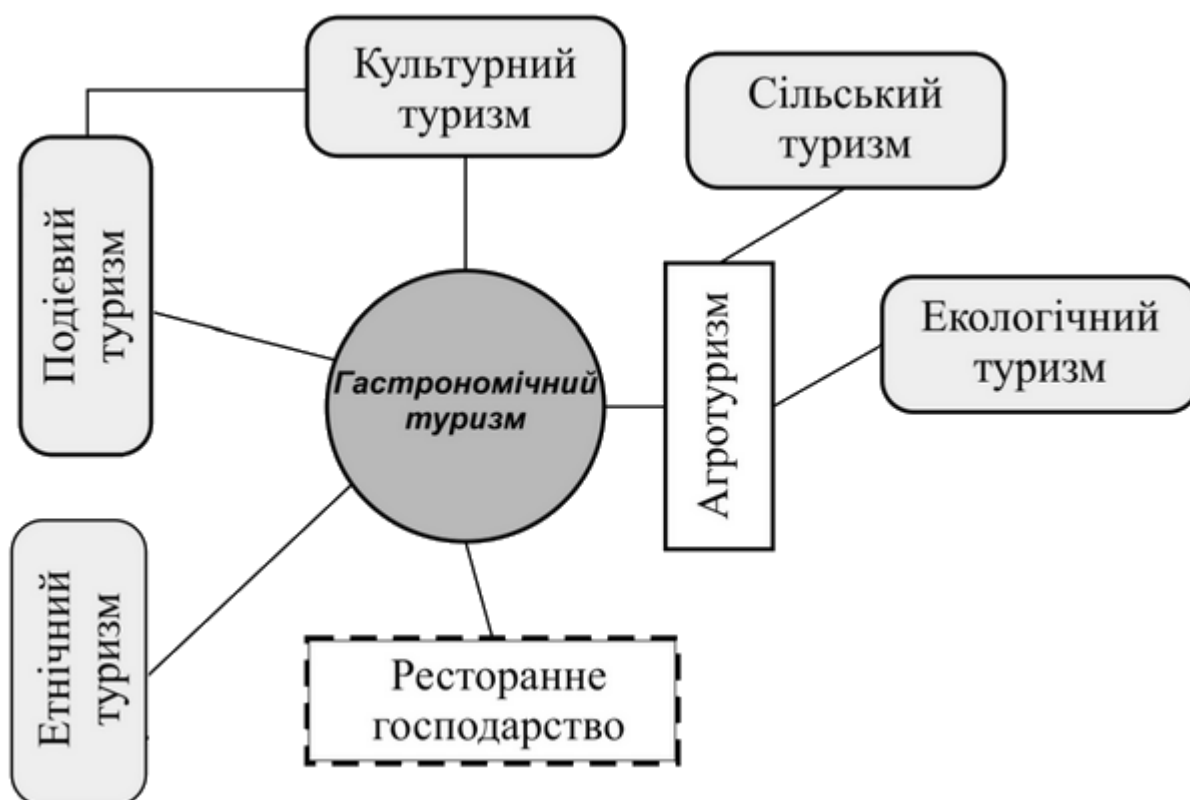 Культурний
туризм
Сільський
туризм
Подієвий
туризм
Гастрономічний
туризм
Агротуризм
Екологічний
туризм
Етнічний
туризм
Ресторанне
господарство